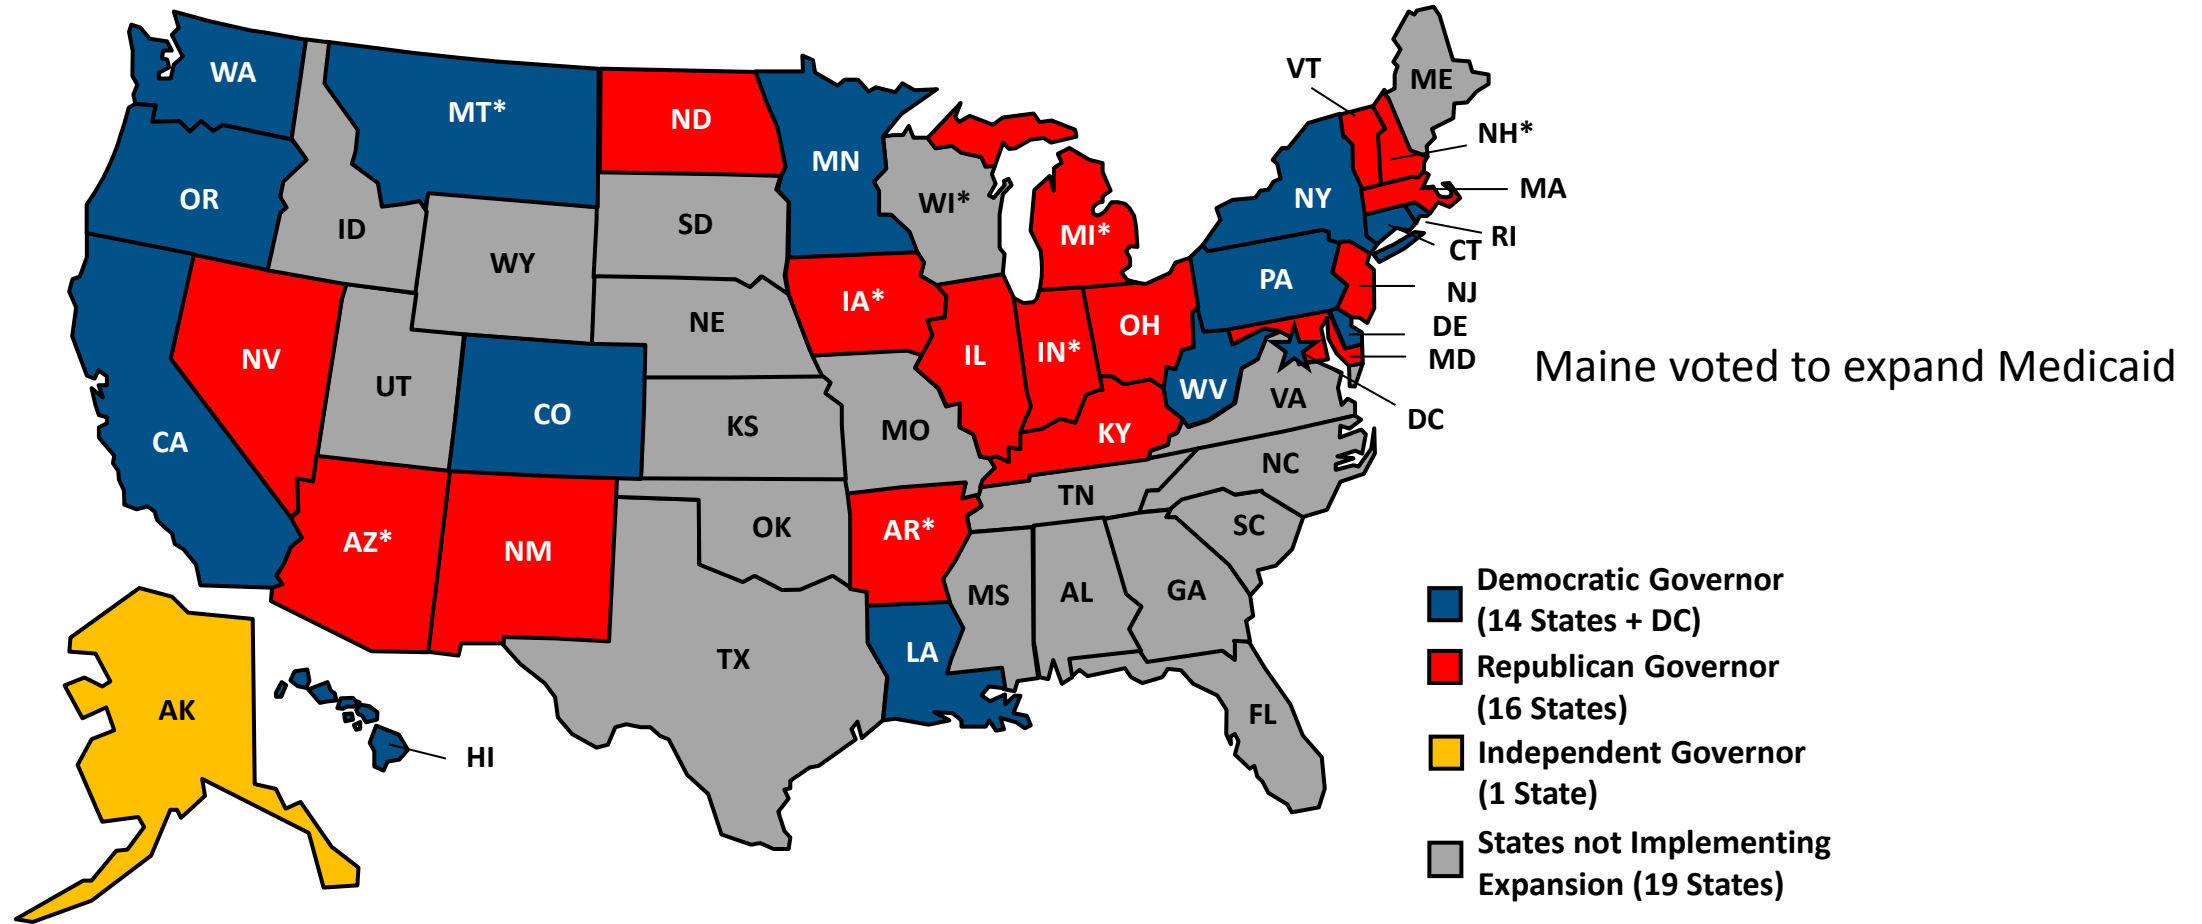 WA
MT*
ND
MN
VT
ME
NH*
OR
ID
WY
SD
WI*
MI*
NY
MA
RI
CT
NV
UT
CO
NE
IA*
IL
IN*
OH
PA
NJ
DE
MD
Maine voted to expand Medicaid
CA
KS
MO
KY
WV
VA
DC
AZ*
NM
OK
AR*
TN
NC
SC
TX
LA
MS
AL
GA
FL
AK
HI
Democratic Governor
(14 States + DC)
Republican Governor
(16 States)
Independent Governor
(1 State)
States not Implementing
Expansion (19 States)